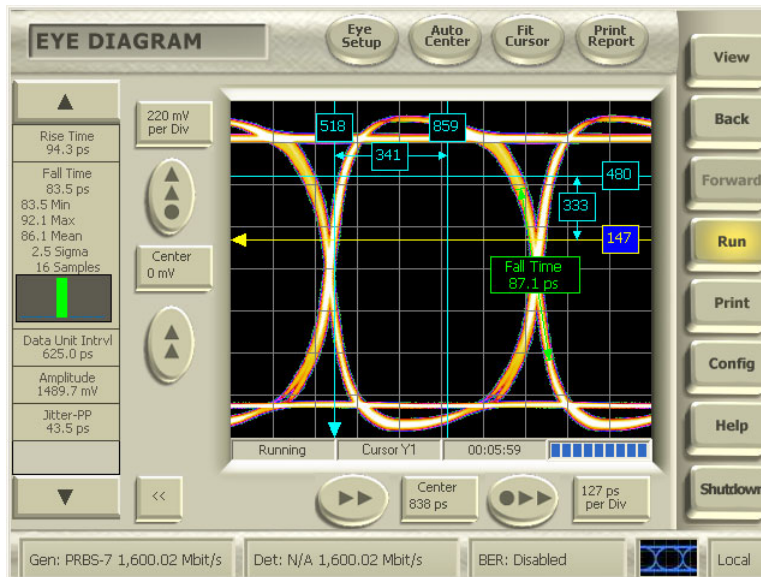 EYE DIAGRAM
Eye
Setup
Auto
Center
Fit
Cursor
Print
Report
View
Back
Forward
Run
Print
Config
Help
Shutdown
Rise Time
94.3 ps
Fall Time
83.5 ps
83.5 Min
92.1 Max
86.1 Mean
2.5 Sigma
16 Samples
Data Unit Intrvl
625.0 ps
Amplitude
1489.7 mV
Jitter-PP
43.5 ps
220 mV
per Div
Center
0 mV
<<
518
859
341
480
333
147
Fall Time
87.1 ps
Running
Cursor Y1
00:05:59
Center
838 ps
127 ps
per Div
Gen: PRBS-7 1,600.02 Mbit/s
Det: N/A 1,600.02 Mbit/s
BER: Disabled
Local